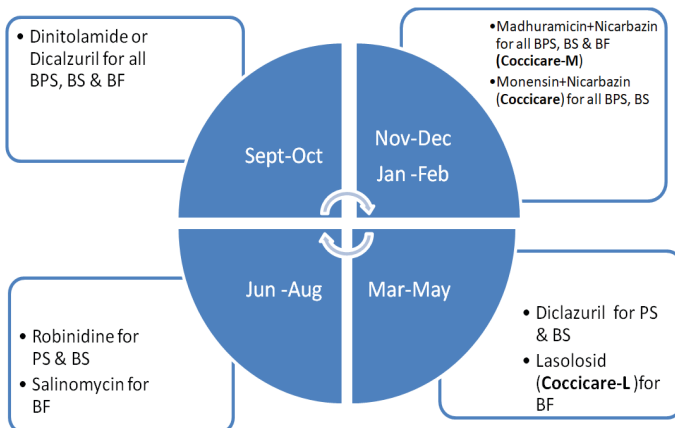 • Dinitolamide or
Dicalzuril for all
BPS, BS & BF
•Madhuramicin+Nicarbazin
for all BPS, BS & BF
(Coccicare-M)
•Monensin+Nicarbazin
(Coccicare) for all BPS, BS
Sept-Oct
Nov-Dec
Jan -Feb
Jun -Aug
Mar-May
• Robinidine for
PS & BS
• Salinomycin for
BF
• Diclazuril for PS
& BS
• Lasolosid
(Coccicare-L )for
BF